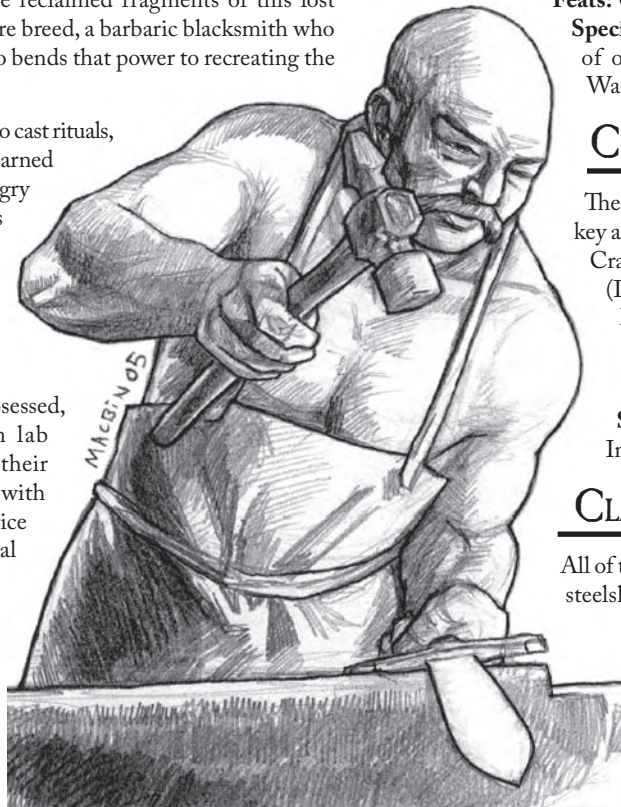 e reclaimed fragments of this lost
re breed, a barbaric blacksmith who
o bends that power to recreating the
o cast rituals,
arned
gry
s
sessed,
n lab
their
with
ice
al
MACBiN 05
Feats:
Speci
of o
Wa
C
The
key a
Cra
(I
S
In
CLA
All of t
steelsl